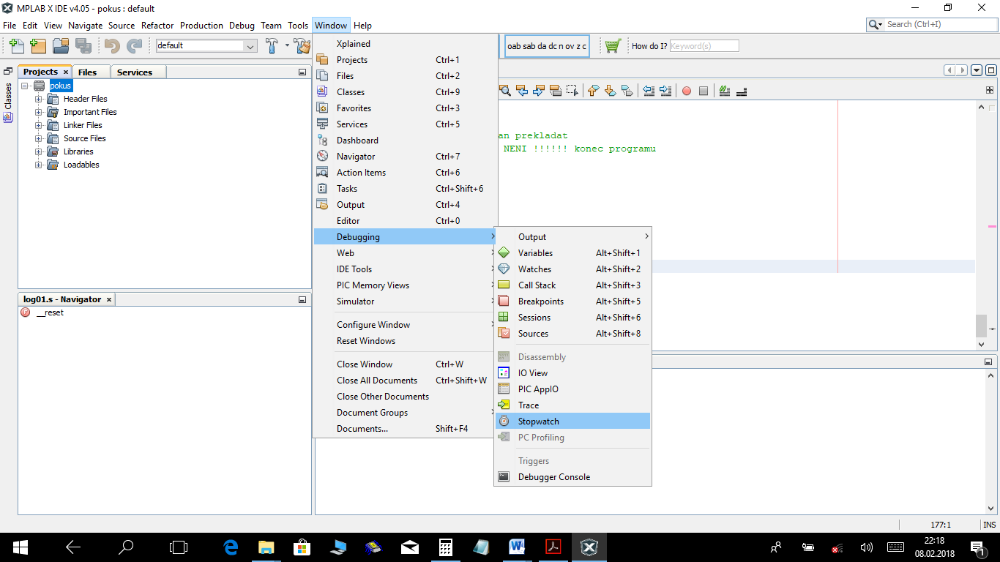 MPLAB X IDE v4.05 - pokus : default
File Edit View Navigate Source Refactor Production Debug Team Tools Window Help
Search (Ctrl+I)
default
oab sab da dc n ov z c
How do I? Keyword(s)
Classes
Projects Files Services
pokus
Header Files
Important Files
Linker Files
Source Files
Libraries
Loadables
log01.s - Navigator
__reset
Xplained
Projects Ctrl+1
Files Ctrl+2
Classes Ctrl+9
Favorites Ctrl+3
Services Ctrl+5
Dashboard
Navigator Ctrl+7
Action Items Ctrl+6
Tasks Ctrl+Shift+6
Output Ctrl+4
Editor Ctrl+0
Debugging
Web
IDE Tools
PIC Memory Views
Simulator
Configure Window
Reset Windows
Close Window Ctrl+W
Close All Documents Ctrl+Shift+W
Close Other Documents
Document Groups
Documents... Shift+F4
Output
Variables Alt+Shift+1
Watches Alt+Shift+2
Call Stack Alt+Shift+3
Breakpoints Alt+Shift+5
Sessions Alt+Shift+6
Sources Alt+Shift+8
Disassembly
IO View
PIC AppIO
Trace
Stopwatch
PC Profiling
Triggers
Debugger Console
an prekladat
NENI !!!!!! konec programu
177:1 INS
22:18
08.02.2018
1